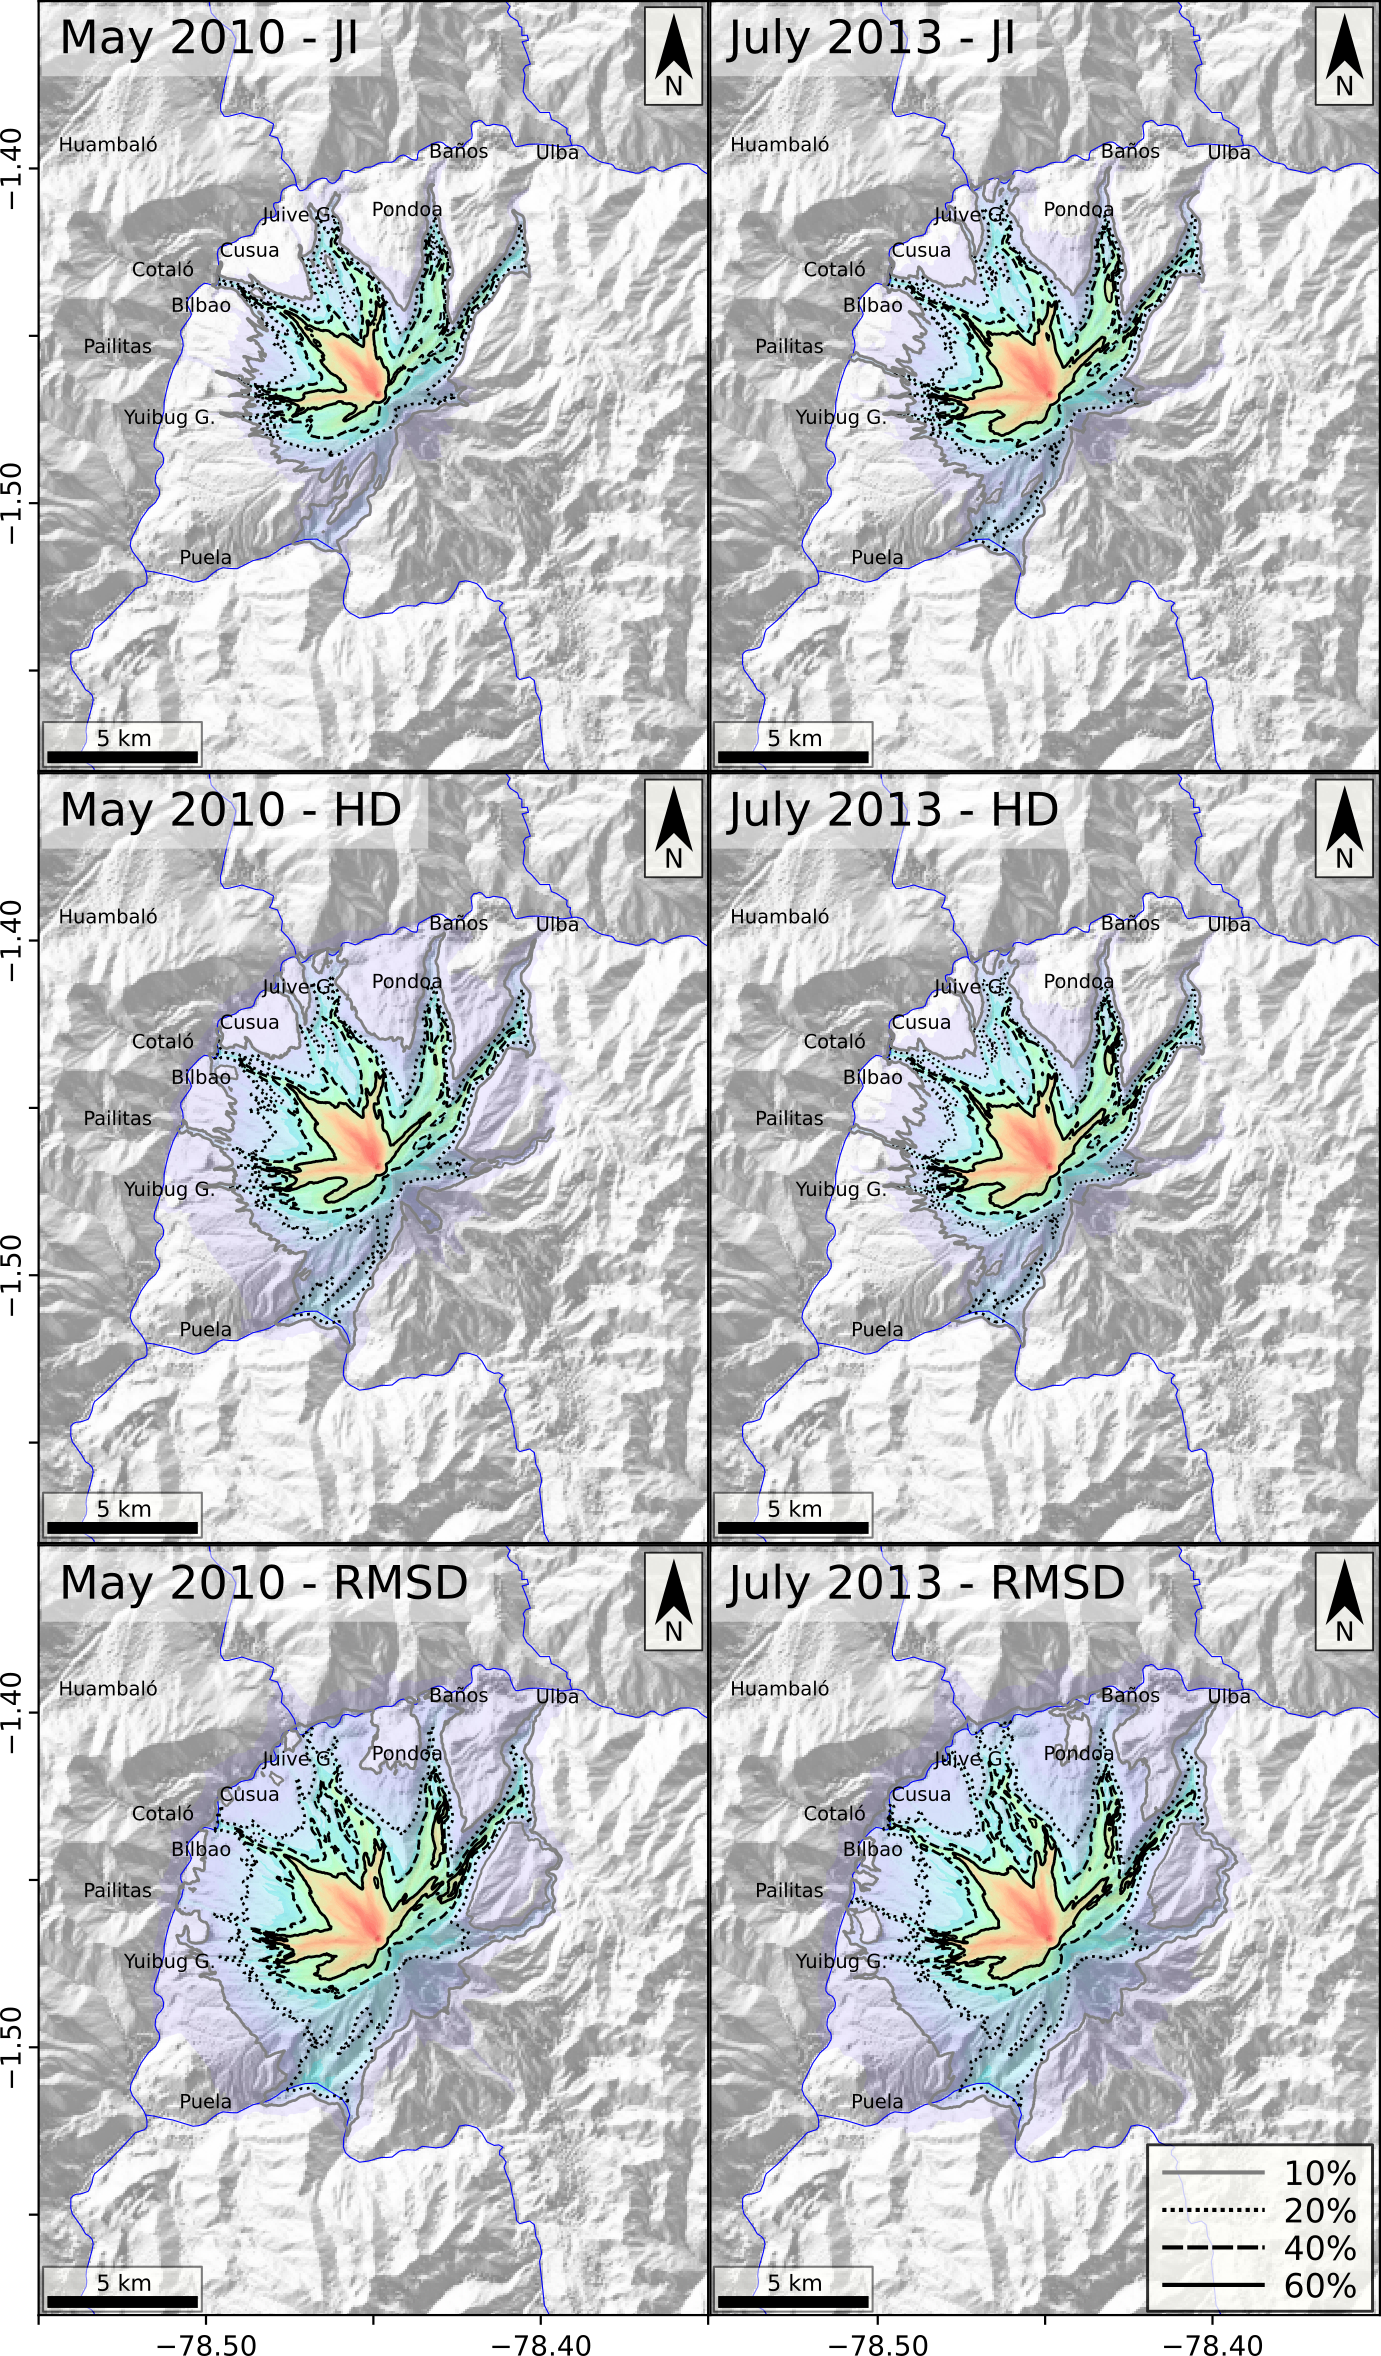 May 2010 - JI
N
Huambaló
Baños
Ulba
Juive G.
Pondoa
Cusua
Cotaló
Bilbao
Pailitas
Yuibug G.
Puela
5 km
−1.40
−1.50
July 2013 - JI
N
Huambaló
Baños
Ulba
Juive G.
Pondoa
Cusua
Cotaló
Bilbao
Pailitas
Yuibug G.
Puela
5 km
May 2010 - HD
N
Huambaló
Baños
Ulba
Juive G.
Pondoa
Cusua
Cotaló
Bilbao
Pailitas
Yuibug G.
Puela
5 km
−1.40
−1.50
July 2013 - HD
N
Huambaló
Baños
Ulba
Juive G.
Pondoa
Cusua
Cotaló
Bilbao
Pailitas
Yuibug G.
Puela
5 km
May 2010 - RMSD
N
Huambaló
Baños
Ulba
Juive G.
Pondoa
Cusua
Cotaló
Bilbao
Pailitas
Yuibug G.
Puela
5 km
−1.40
−1.50
July 2013 - RMSD
N
Huambaló
Baños
Ulba
Juive G.
Pondoa
Cusua
Cotaló
Bilbao
Pailitas
Yuibug G.
Puela
5 km
10%
20%
40%
60%
−78.50
−78.40
−78.50
−78.40